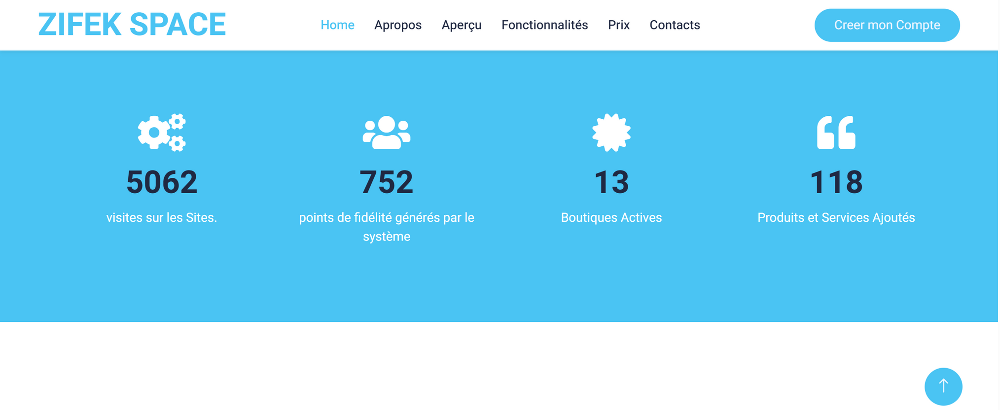 ZIFEK SPACE
Home Apropos Aperçu Fonctionnalités Prix Contacts
Creer mon Compte
5062
visites sur les Sites.
752
points de fidélité générés par le
système
13
Boutiques Actives
118
Produits et Services Ajoutés